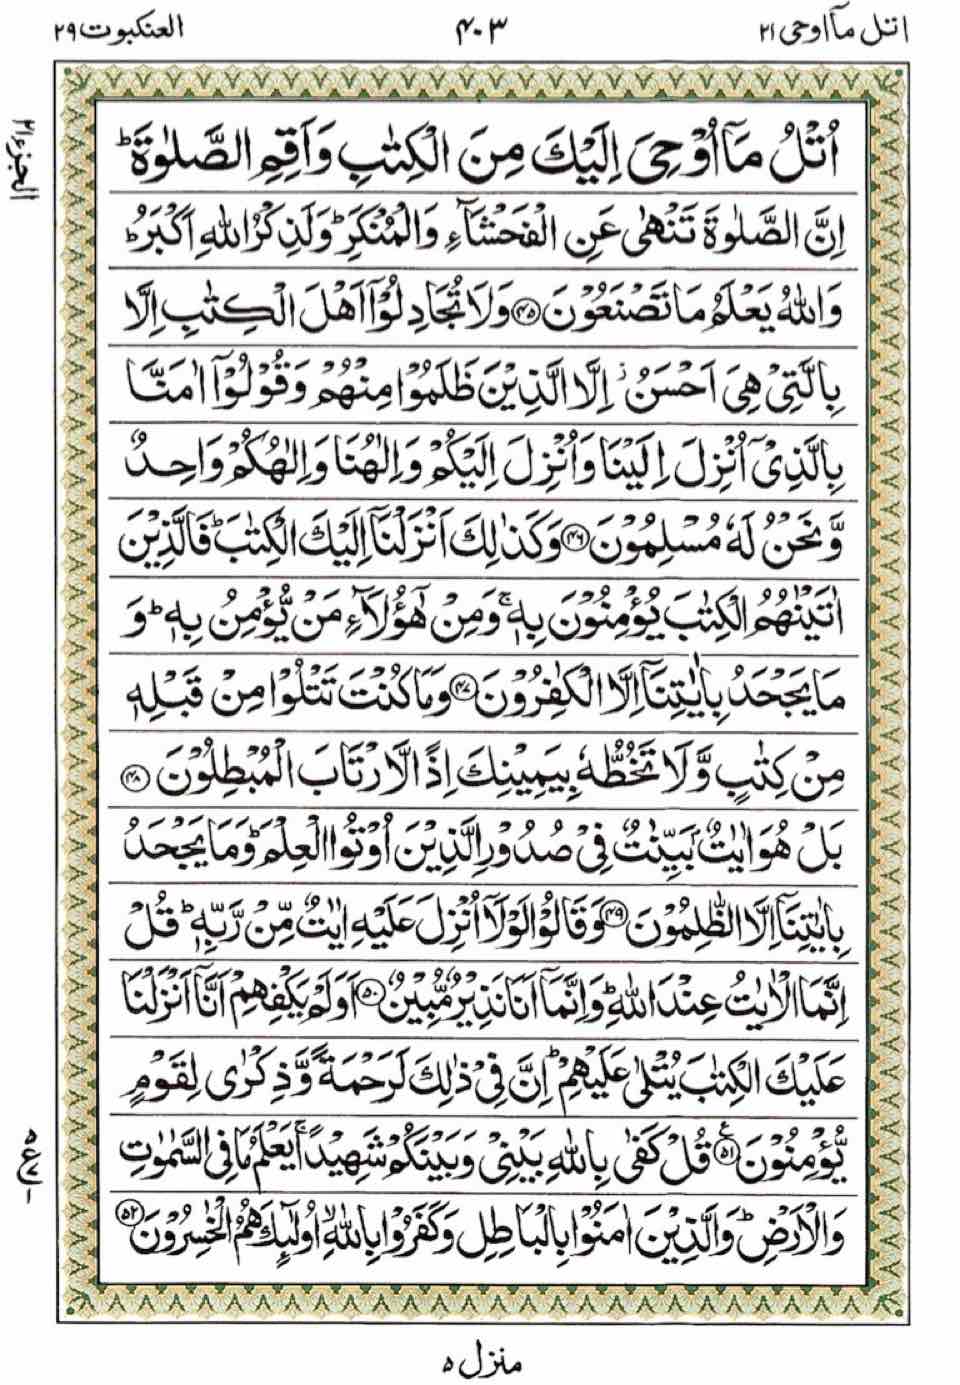 اتل مآ اوحی ۲۱
۴۰۳
العنکبوت ۲۹
الجزء ۲۱
اُتْلُ مَآ اُوْحِیَ اِلَیْكَ مِنَ الْكِتٰبِ وَاَقِمِ الصَّلٰوةَ ؕ
اِنَّ الصَّلٰوةَ تَنْهٰی عَنِ الْفَحْشَآءِ وَالْمُنْكَرِ ؕ وَلَذِكْرُ اللّٰهِ اَكْبَرُ ؕ
وَاللّٰهُ یَعْلَمُ مَا تَصْنَعُوْنَ ﴿۴۵﴾ وَلَا تُجَادِلُوْۤا اَهْلَ الْكِتٰبِ اِلَّا
بِالَّتِیْ هِیَ اَحْسَنُ ۖ اِلَّا الَّذِیْنَ ظَلَمُوْا مِنْهُمْ وَقُوْلُوْۤا اٰمَنَّا
بِالَّذِیْۤ اُنْزِلَ اِلَیْنَا وَاُنْزِلَ اِلَیْكُمْ وَاِلٰهُنَا وَاِلٰهُكُمْ وَاحِدٌ
وَّنَحْنُ لَهٗ مُسْلِمُوْنَ ﴿۴۶﴾ وَكَذٰلِكَ اَنْزَلْنَاۤ اِلَیْكَ الْكِتٰبَ ؕ فَالَّذِیْنَ
اٰتَیْنٰهُمُ الْكِتٰبَ یُؤْمِنُوْنَ بِهٖ ۚ وَمِنْ هٰۤؤُلَآءِ مَنْ یُّؤْمِنُ بِهٖ ؕ وَ
مَا یَجْحَدُ بِاٰیٰتِنَاۤ اِلَّا الْكٰفِرُوْنَ ﴿۴۷﴾ وَمَا كُنْتَ تَتْلُوْا مِنْ قَبْلِهٖ
مِنْ كِتٰبٍ وَّلَا تَخُطُّهٗ بِیَمِیْنِكَ اِذًا لَّارْتَابَ الْمُبْطِلُوْنَ ﴿۴۸﴾
بَلْ هُوَ اٰیٰتٌۢ بَیِّنٰتٌ فِیْ صُدُوْرِ الَّذِیْنَ اُوْتُوا الْعِلْمَ ؕ وَمَا یَجْحَدُ
بِاٰیٰتِنَاۤ اِلَّا الظّٰلِمُوْنَ ﴿۴۹﴾ وَقَالُوْا لَوْلَاۤ اُنْزِلَ عَلَیْهِ اٰیٰتٌ مِّنْ رَّبِّهٖ ؕ قُلْ
اِنَّمَا الْاٰیٰتُ عِنْدَ اللّٰهِ ؕ وَاِنَّمَاۤ اَنَا نَذِیْرٌ مُّبِیْنٌ ﴿۵۰﴾ اَوَلَمْ یَكْفِهِمْ اَنَّاۤ اَنْزَلْنَا
عَلَیْكَ الْكِتٰبَ یُتْلٰی عَلَیْهِمْ ؕ اِنَّ فِیْ ذٰلِكَ لَرَحْمَةً وَّذِكْرٰی لِقَوْمٍ
یُّؤْمِنُوْنَ ﴿۵۱﴾ ع قُلْ كَفٰی بِاللّٰهِ بَیْنِیْ وَبَیْنَكُمْ شَهِیْدًا ۚ یَعْلَمُ مَا فِی السَّمٰوٰتِ
وَالْاَرْضِ ؕ وَالَّذِیْنَ اٰمَنُوْا بِالْبَاطِلِ وَكَفَرُوْا بِاللّٰهِ ۙ اُولٰٓىِٕكَ هُمُ الْخٰسِرُوْنَ ﴿۵۲﴾
منزل ۵